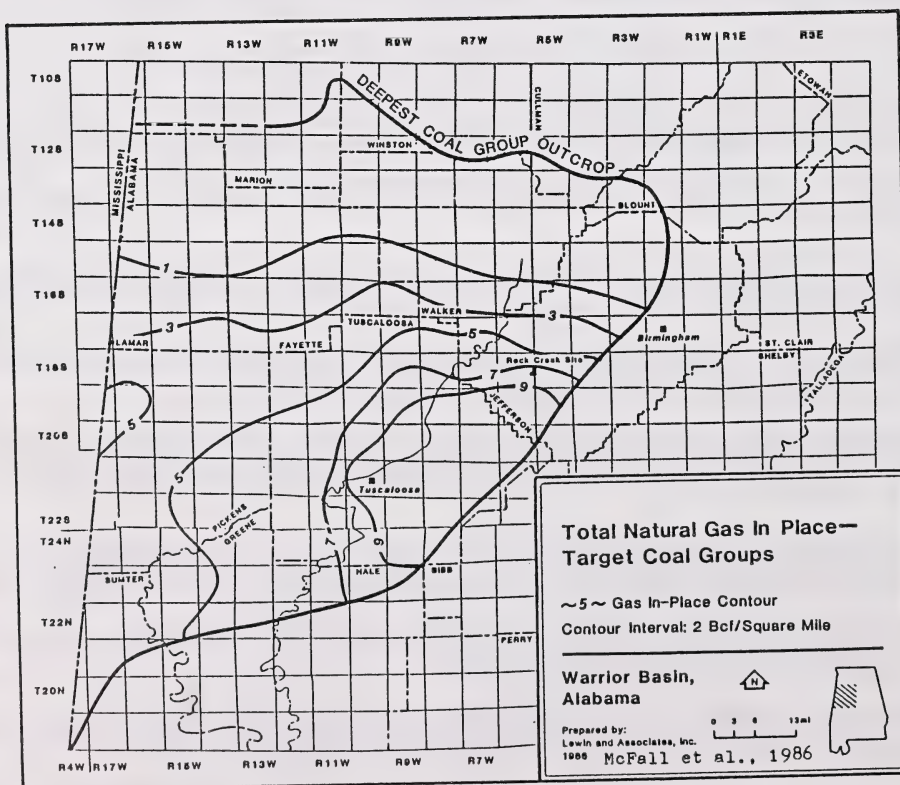 R17W R15W R13W R11W R9W R7W R5W R3W R1W R1E R3E
T10S
ETOWAH
CULLMAN
DEEPEST COAL GROUP OUTCROP
T12S
WINSTON
MISSISSIPPI
ALABAMA
MARION
BLOUNT
T14S
1
T16S
3
WALKER
3
TUSCALOOSA
5
Birmingham
LAMAR
FAYETTE
ST. CLAIR
SHELBY
Rock Creek Site
T18S
7
TALLADEGA
9
JEFFERSON
5
T20S
5
Tuscaloosa
PICKENS
GREENE
T22S
T24N
7
9
HALE
BIBB
SUMTER
T22N
PERRY
T20N
R4W R17W R15W R13W R11W R9W R7W
Total Natural Gas In Place—
Target Coal Groups
~5~ Gas In-Place Contour
Contour Interval: 2 Bcf/Square Mile
Warrior Basin,
Alabama
N
0 3 6 13mi
Prepared by:
Lewin and Associates, Inc.
1986 McFall et al., 1986